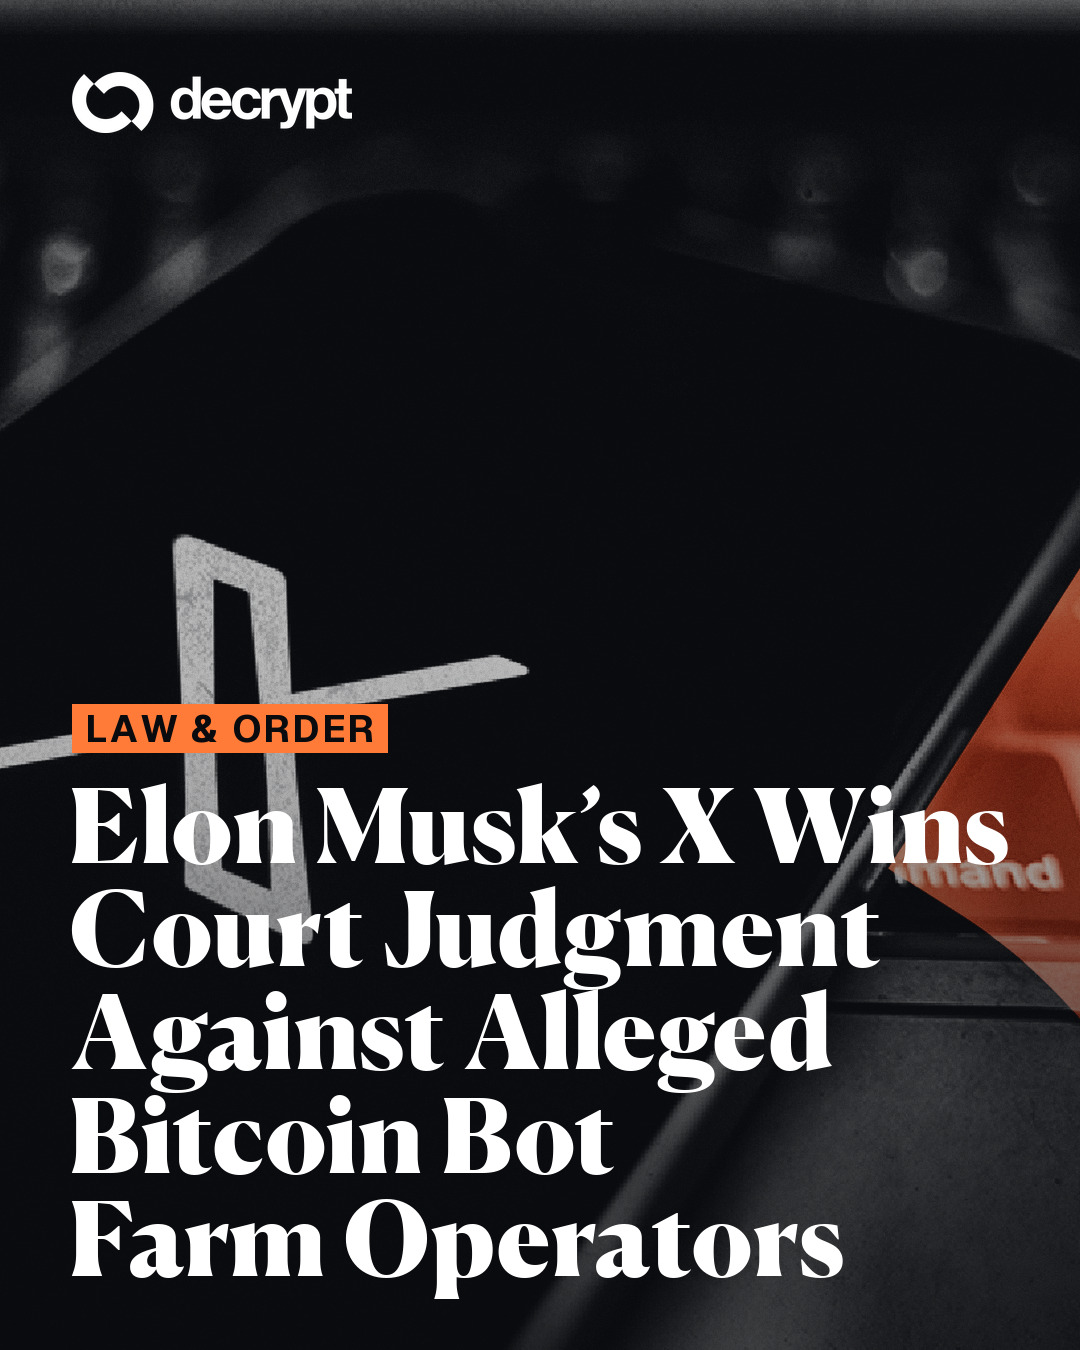 decrypt
LAW & ORDER
Elon Musk’s X Wins
Court Judgment
Against Alleged
Bitcoin Bot
Farm Operators